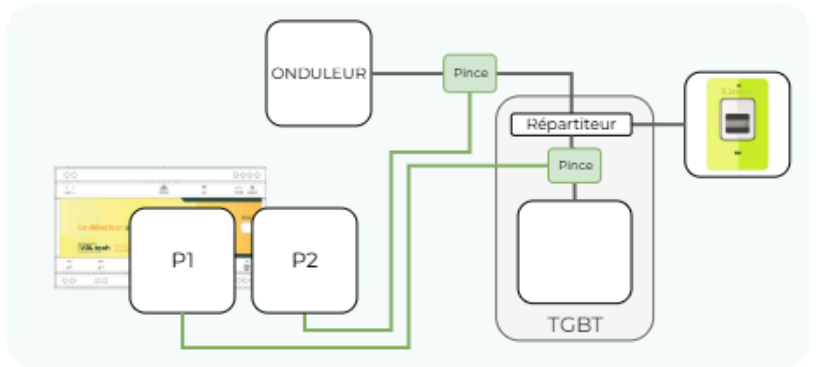 ONDULEUR
Pince
Répartiteur
Pince
P1
P2
TGBT